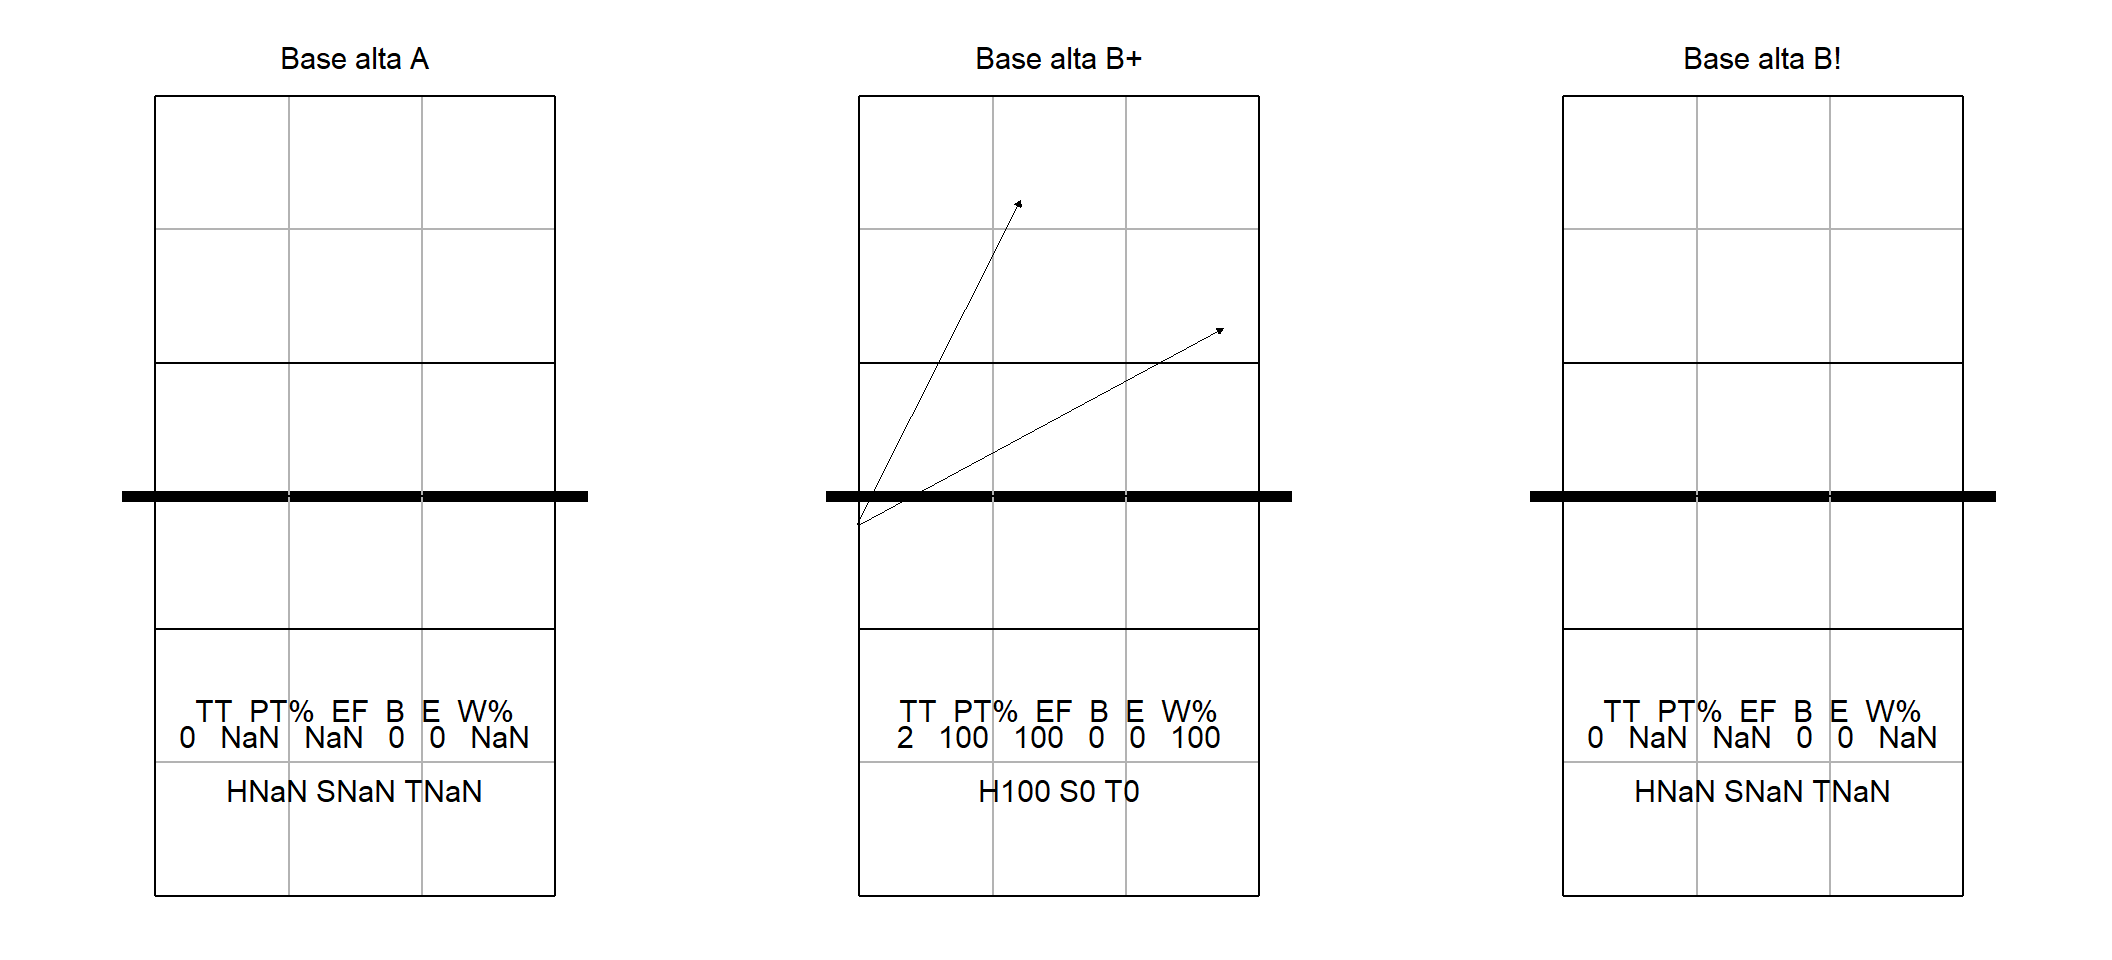 Base alta A
TT PT% EF B E W%
0 NaN NaN 0 0 NaN
HNaN SNaN TNaN
Base alta B+
TT PT% EF B E W%
2 100 100 0 0 100
H100 S0 T0
Base alta B!
TT PT% EF B E W%
0 NaN NaN 0 0 NaN
HNaN SNaN TNaN